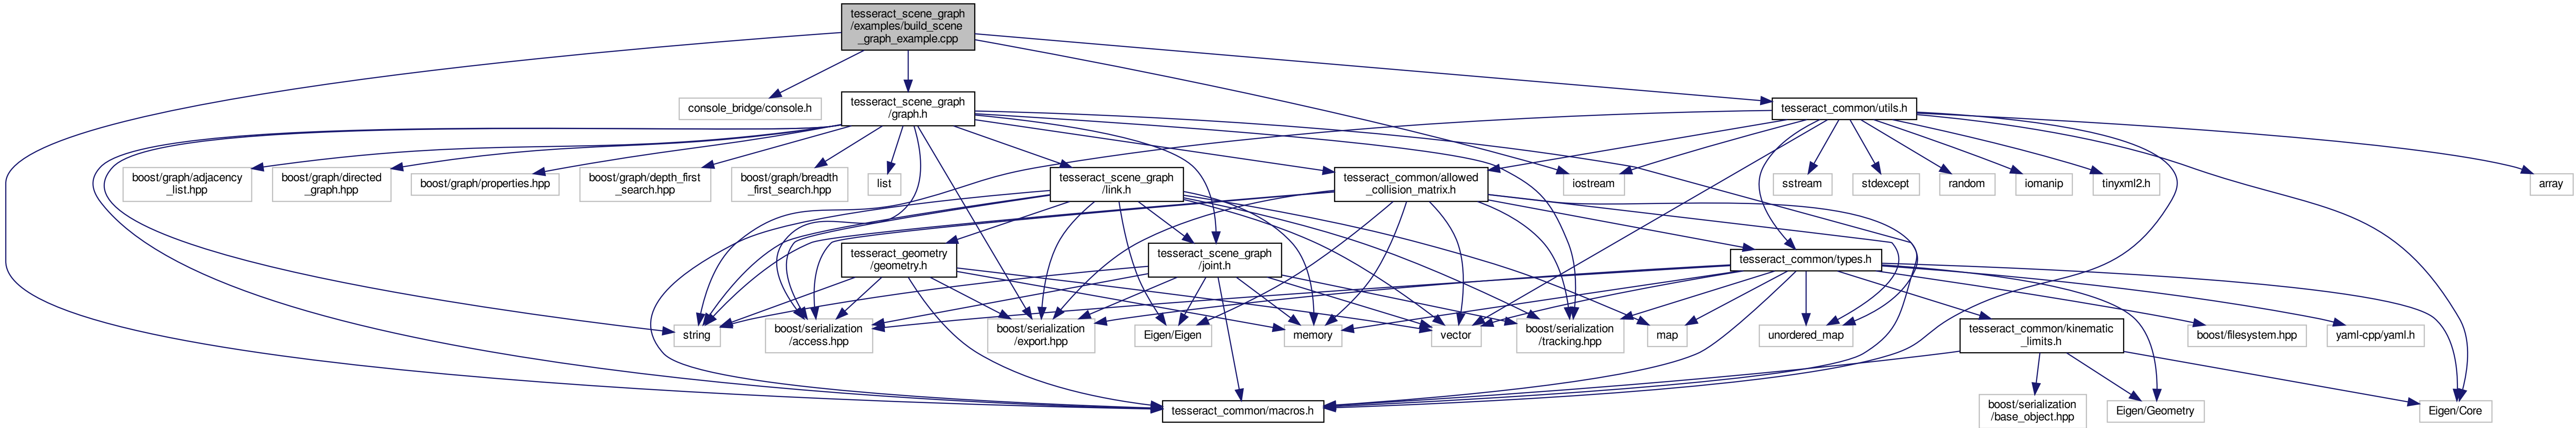 tesseract_scene_graph
/examples/build_scene
_graph_example.cpp
console_bridge/console.h
tesseract_scene_graph
/graph.h
tesseract_common/utils.h
boost/graph/adjacency
_list.hpp
boost/graph/directed
_graph.hpp
boost/graph/properties.hpp
boost/graph/depth_first
_search.hpp
boost/graph/breadth
_first_search.hpp
list
tesseract_scene_graph
/link.h
tesseract_common/allowed
_collision_matrix.h
iostream
sstream
stdexcept
random
iomanip
tinyxml2.h
array
tesseract_geometry
/geometry.h
tesseract_scene_graph
/joint.h
tesseract_common/types.h
string
boost/serialization
/access.hpp
boost/serialization
/export.hpp
Eigen/Eigen
memory
vector
boost/serialization
/tracking.hpp
map
unordered_map
tesseract_common/kinematic
_limits.h
boost/filesystem.hpp
yaml-cpp/yaml.h
tesseract_common/macros.h
boost/serialization
/base_object.hpp
Eigen/Geometry
Eigen/Core